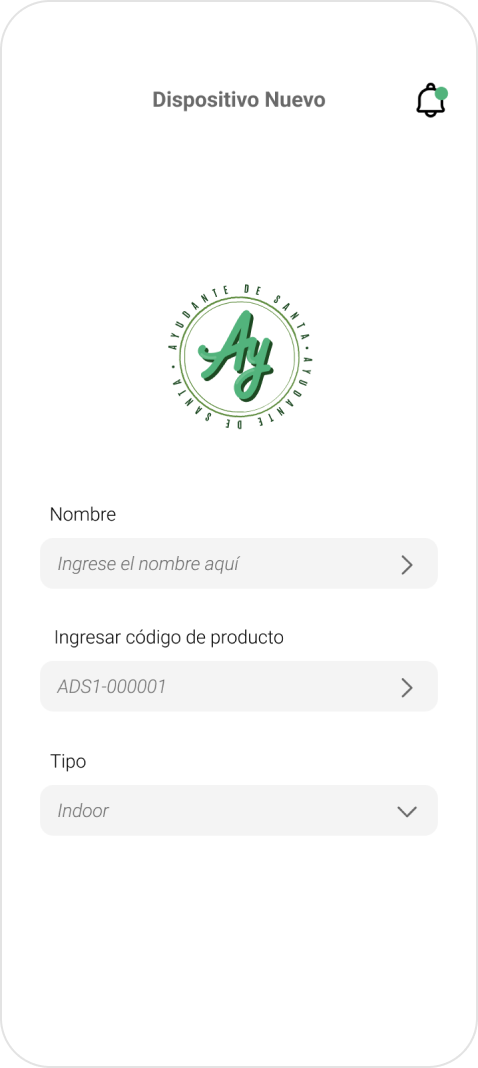 Dispositivo Nuevo
AYUDANTE DE SANTA • AYUDANTE DE SANTA •
Ay
Nombre
Ingrese el nombre aquí
Ingresar código de producto
ADS1-000001
Tipo
Indoor